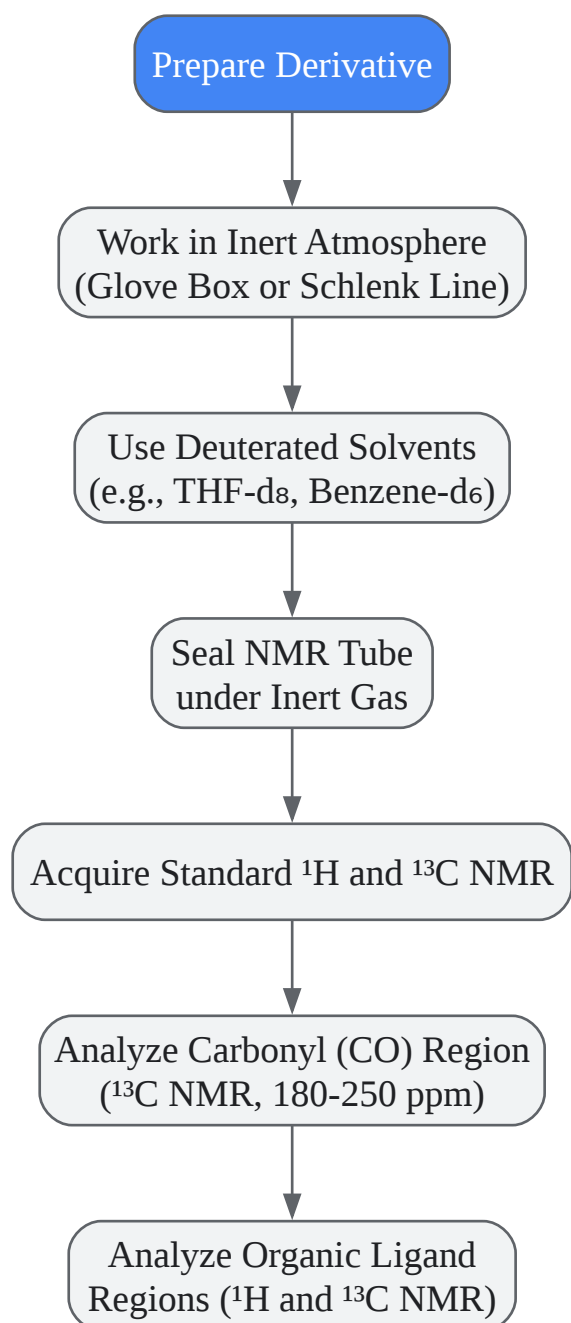 Prepare Derivative
Work in Inert Atmosphere
(Glove Box or Schlenk Line)
Use Deuterated Solvents
(e.g., THF-d₈, Benzene-d₆)
Seal NMR Tube
under Inert Gas
Acquire Standard ¹H and ¹³C NMR
Analyze Carbonyl (CO) Region
(¹³C NMR, 180-250 ppm)
Analyze Organic Ligand
Regions (¹H and ¹³C NMR)